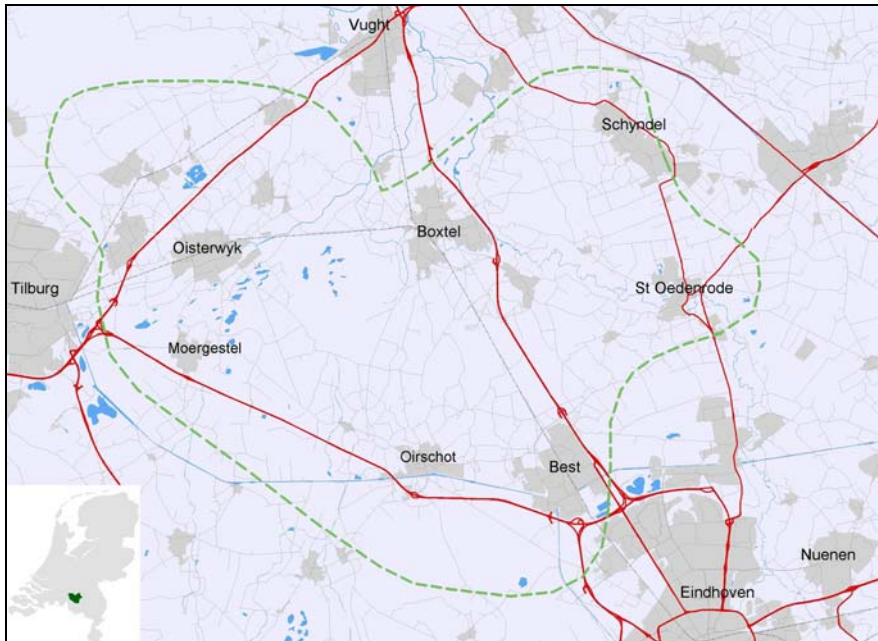 Vught
Schyndel
Boxtel
Oisterwyk
Tilburg
St Oedenrode
Moergestel
Oirschot
Best
Nuenen
Eindhoven